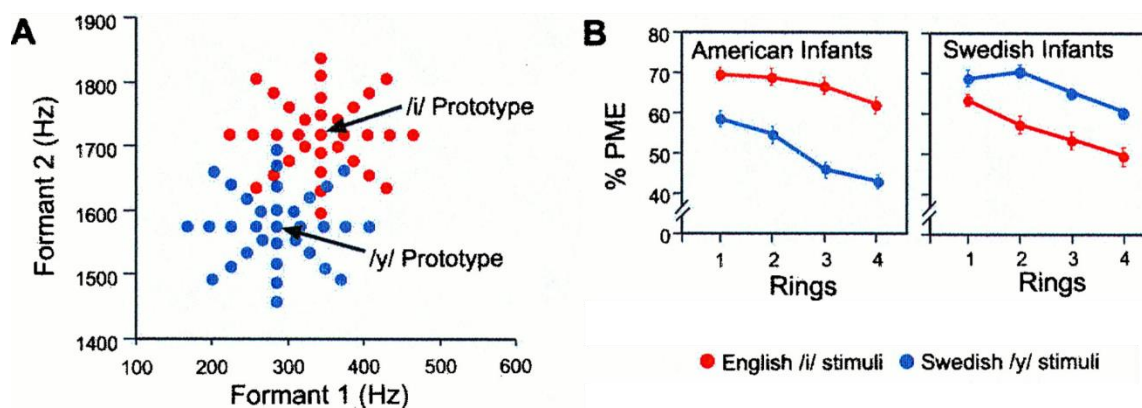 A
1900
1800
1700
1600
1500
1400
Formant 2 (Hz)
/i/ Prototype
/y/ Prototype
100 200 300 400 500 600
Formant 1 (Hz)
B
80
70
60
50
40
0
% PME
American Infants
1 2 3 4
Rings
Swedish Infants
1 2 3 4
Rings
English /i/ stimuli Swedish /y/ stimuli